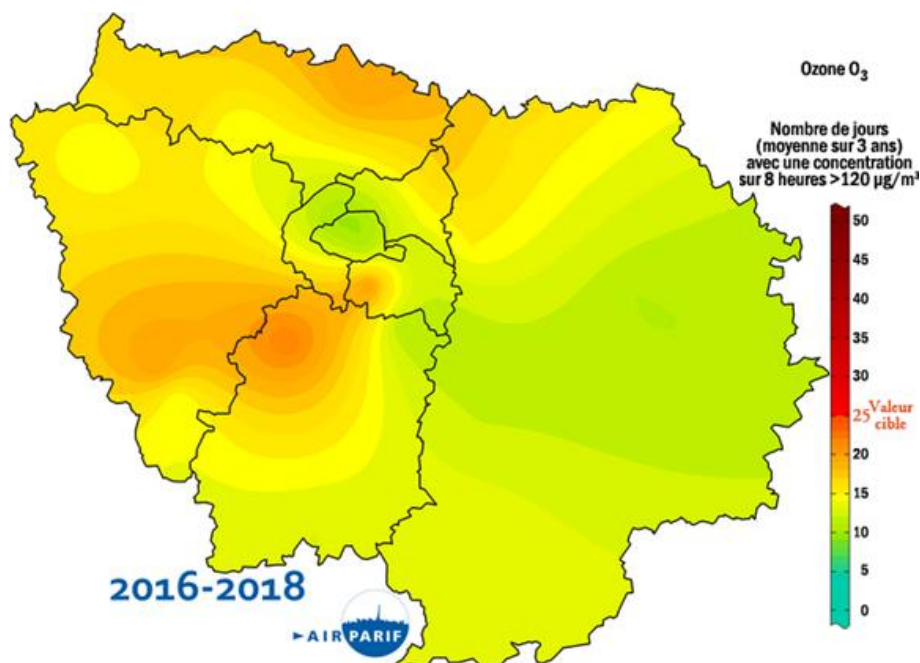 Ozone O₃
Nombre de jours
(moyenne sur 3 ans)
avec une concentration
sur 8 heures >120 µg/m³
50
45
40
35
30
25 Valeur
cible
20
15
10
5
0
2016-2018
AIRPARIF